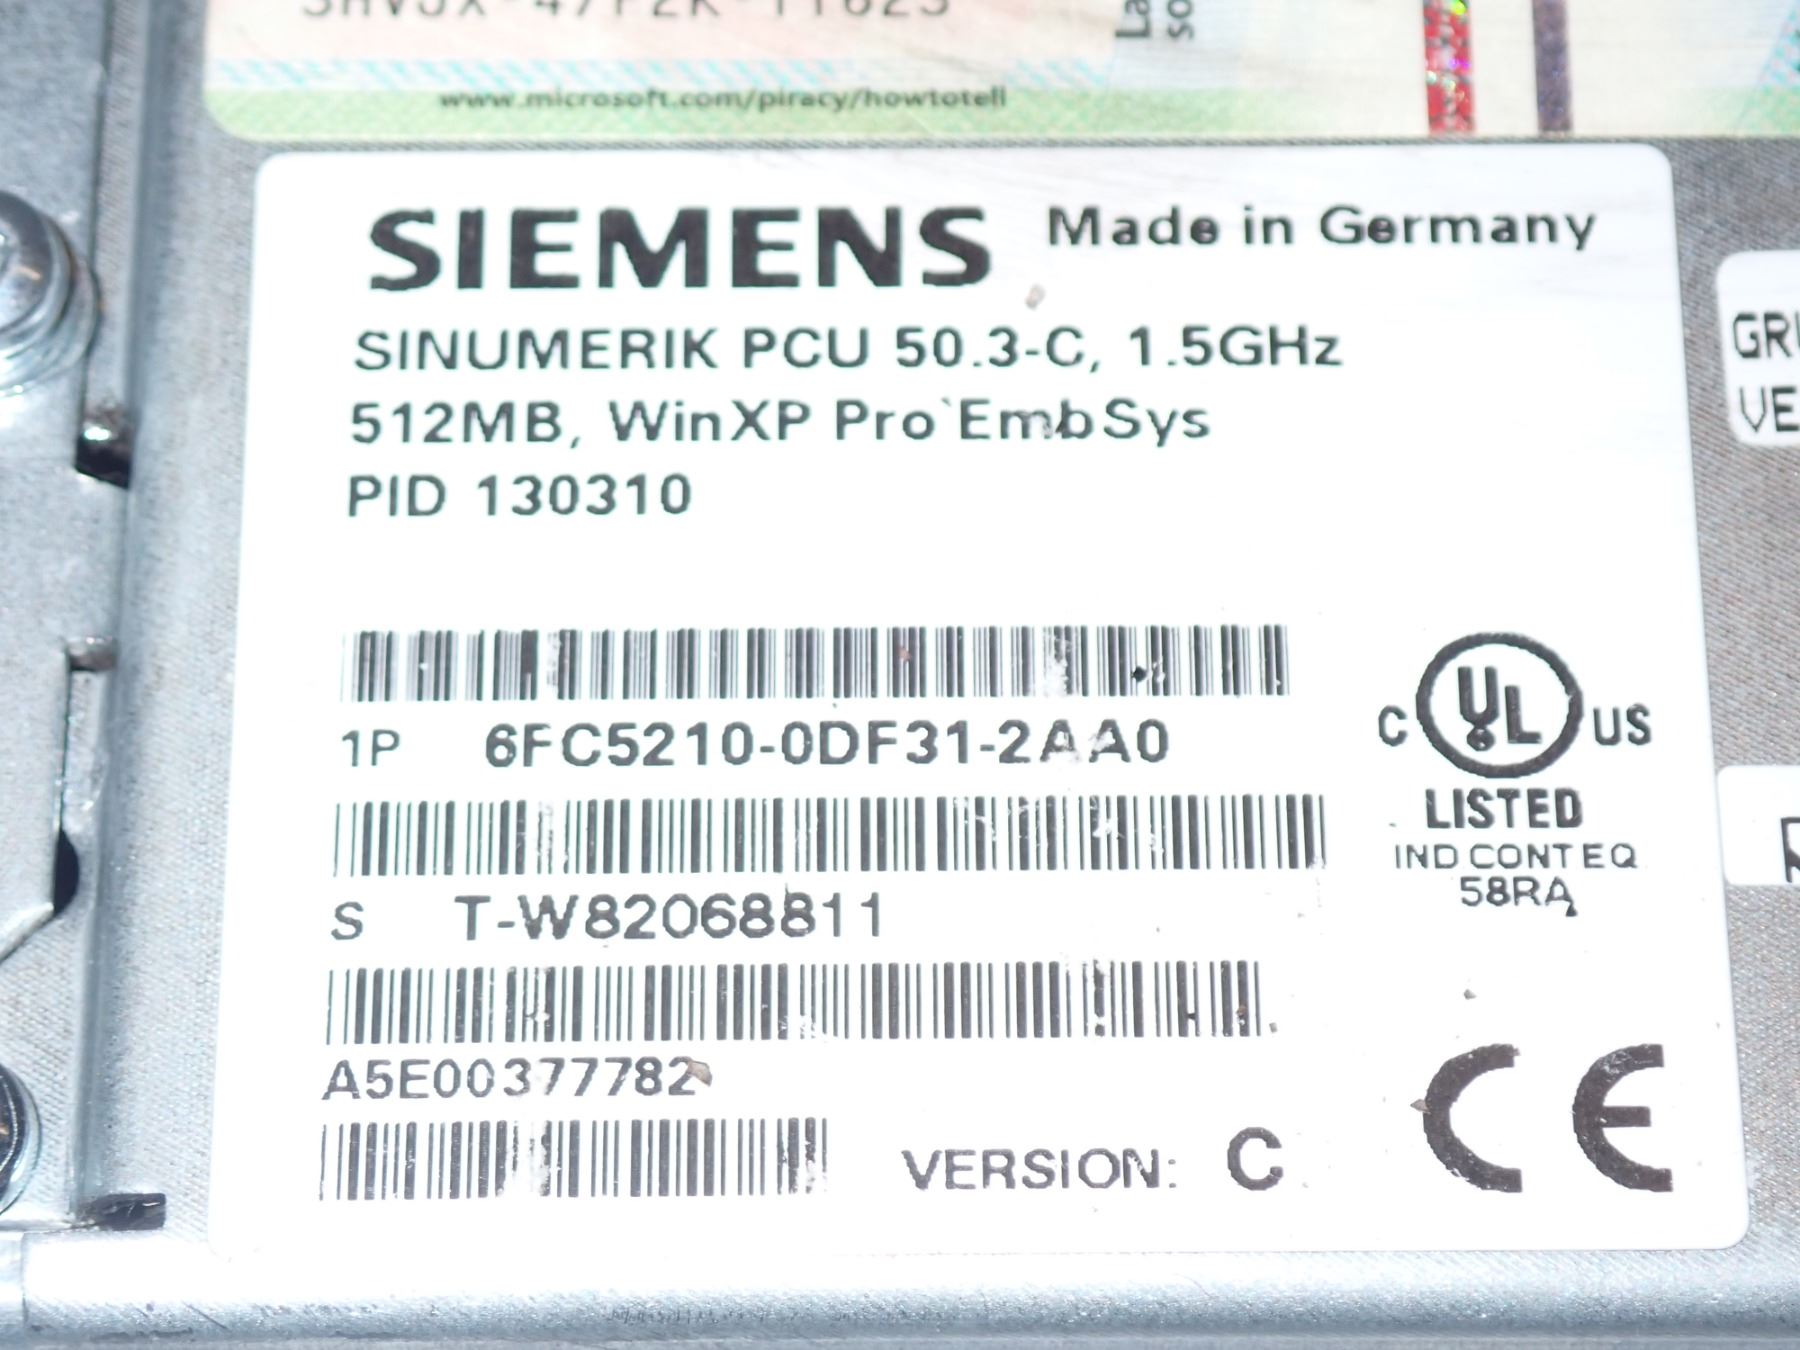 www.microsoft.com/piracy/howtotell
SIEMENS Made in Germany
SINUMERIK PCU 50.3-C, 1.5GHz
512MB, WinXP Pro EmbSys
PID 130310
1P 6FC5210-0DF31-2AA0
S T-W82068811
A5E00377782
VERSION: C
C UL US
LISTED
IND CONT EQ
58RA
CE